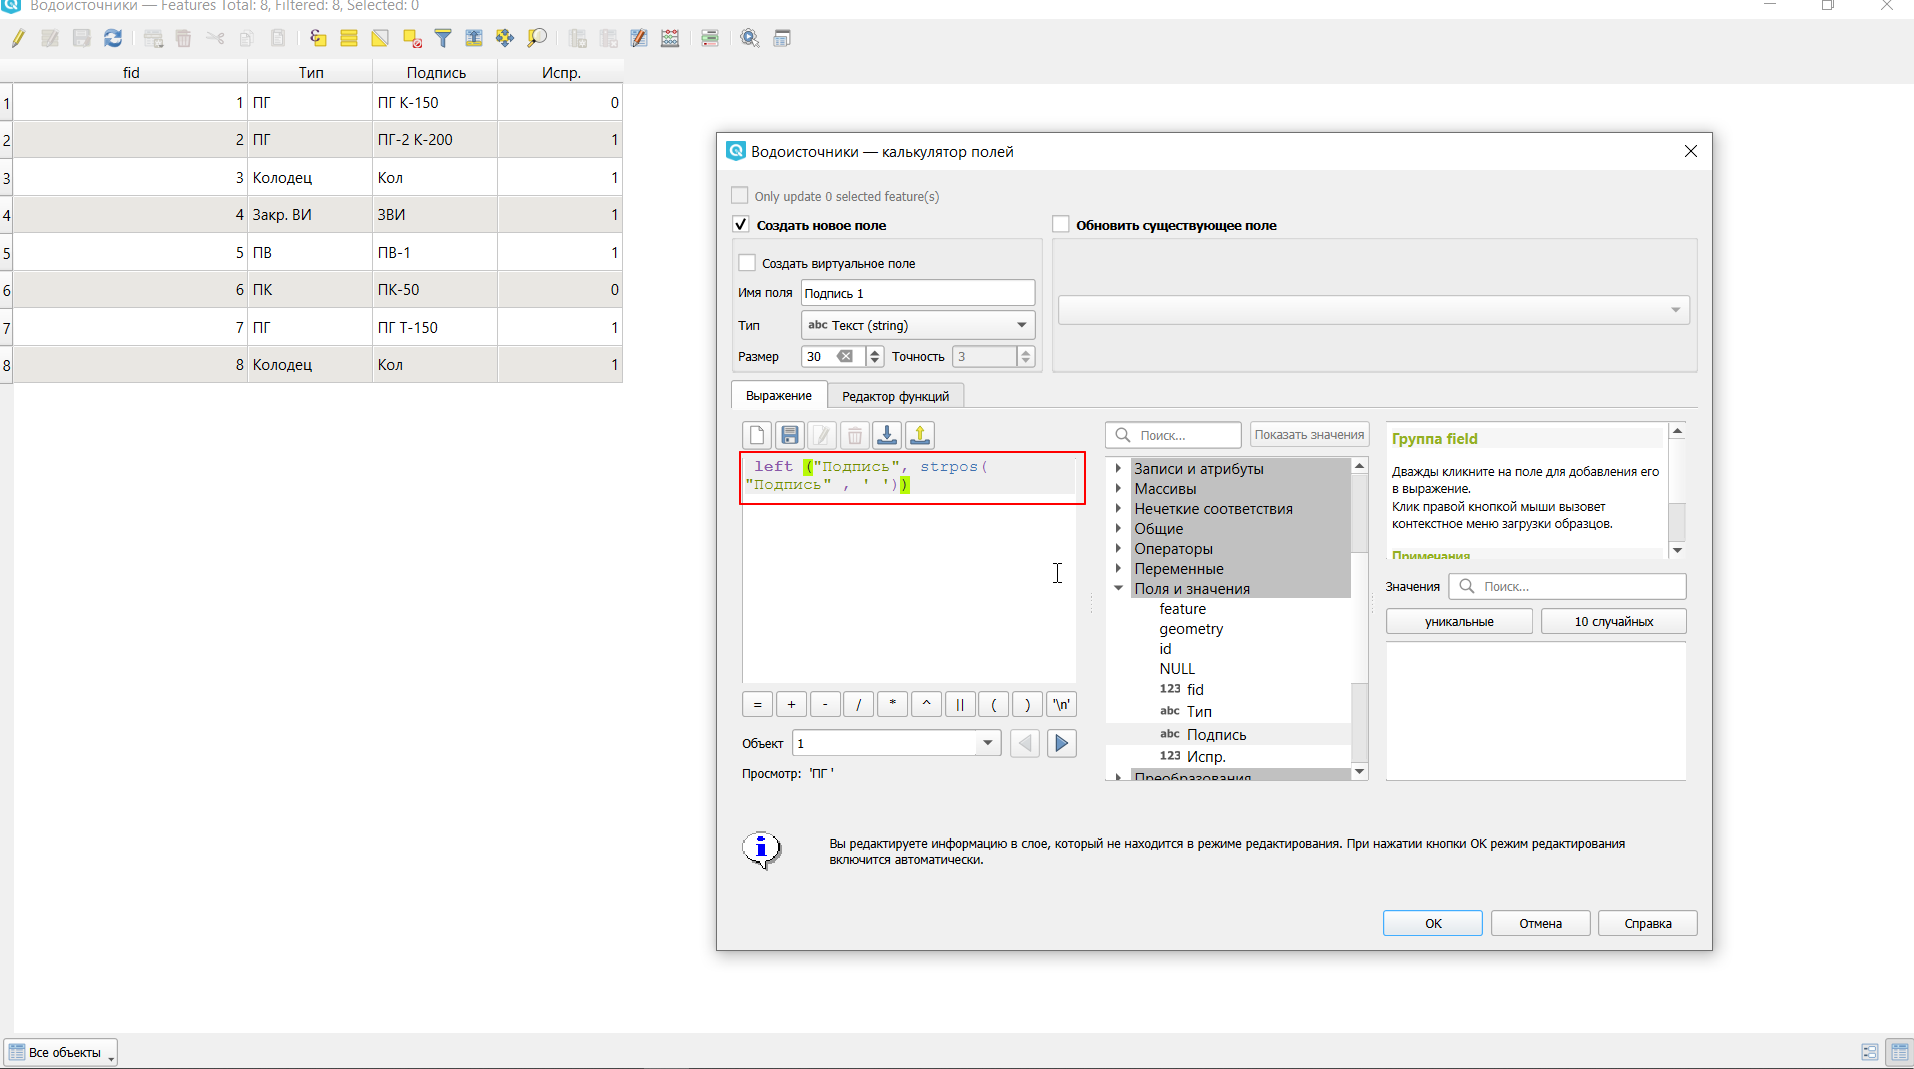 Водоисточники — Features Total: 8, Filtered: 8, Selected: 0
fid Тип Подпись Испр.
1 1 ПГ ПГ К-150 0
2 2 ПГ ПГ-2 К-200 1
3 3 Колодец Кол 1
4 4 Закр. ВИ ЗВИ 1
5 5 ПВ ПВ-1 1
6 6 ПК ПК-50 0
7 7 ПГ ПГ Т-150 1
8 8 Колодец Кол 1
Водоисточники — калькулятор полей
Only update 0 selected feature(s)
Создать новое поле
Обновить существующее поле
Создать виртуальное поле
Имя поля Подпись 1
Тип abc Текст (string)
Размер 30 Точность 3
Выражение Редактор функций
left ("Подпись", strpos(
"Подпись" , ' '))
= + - / * ^ || ( ) '\n'
Объект 1
Просмотр: 'ПГ '
Поиск... Показать значения
Записи и атрибуты
Массивы
Нечеткие соответствия
Общие
Операторы
Переменные
Поля и значения
feature
geometry
id
NULL
123 fid
abc Тип
abc Подпись
123 Испр.
Преобразования
Группа field
Дважды кликните на поле для добавления его
в выражение.
Клик правой кнопкой мыши вызовет
контекстное меню загрузки образцов.
Примечания
Значения Поиск...
уникальные 10 случайных
Вы редактируете информацию в слое, который не находится в режиме редактирования. При нажатии кнопки ОК режим редактирования
включится автоматически.
ОК Отмена Справка
Все объекты